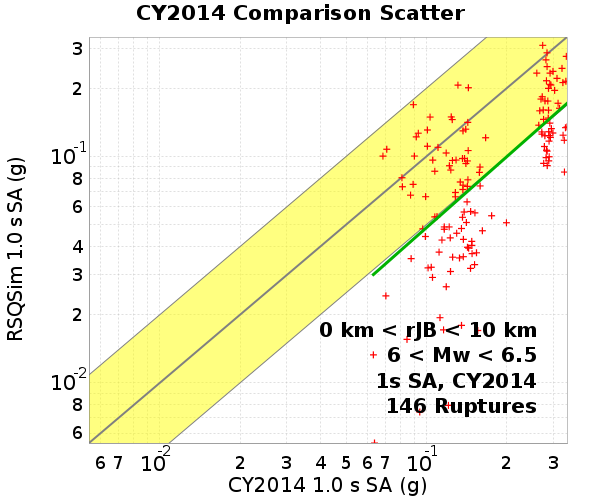 CY2014 Comparison Scatter
RSQSim 1.0 s SA (g)
3
2
10-1
8
6
4
3
2
10-2
8
6
0 km < rJB < 10 km
6 < Mw < 6.5
1s SA, CY2014
146 Ruptures
6 7 10-2 2 3 4 5 6 7 10-1 2 3
CY2014 1.0 s SA (g)